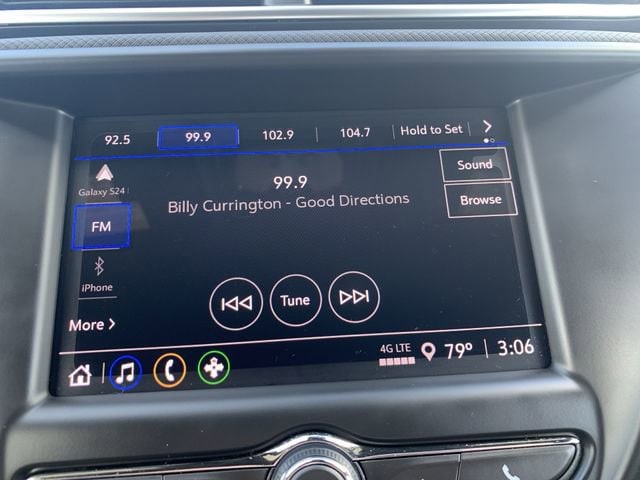 92.5 99.9 102.9 104.7 Hold to Set
Galaxy S24
Sound
99.9
Billy Currington - Good Directions
Browse
FM
iPhone
Tune
More
4G LTE 79° 3:06